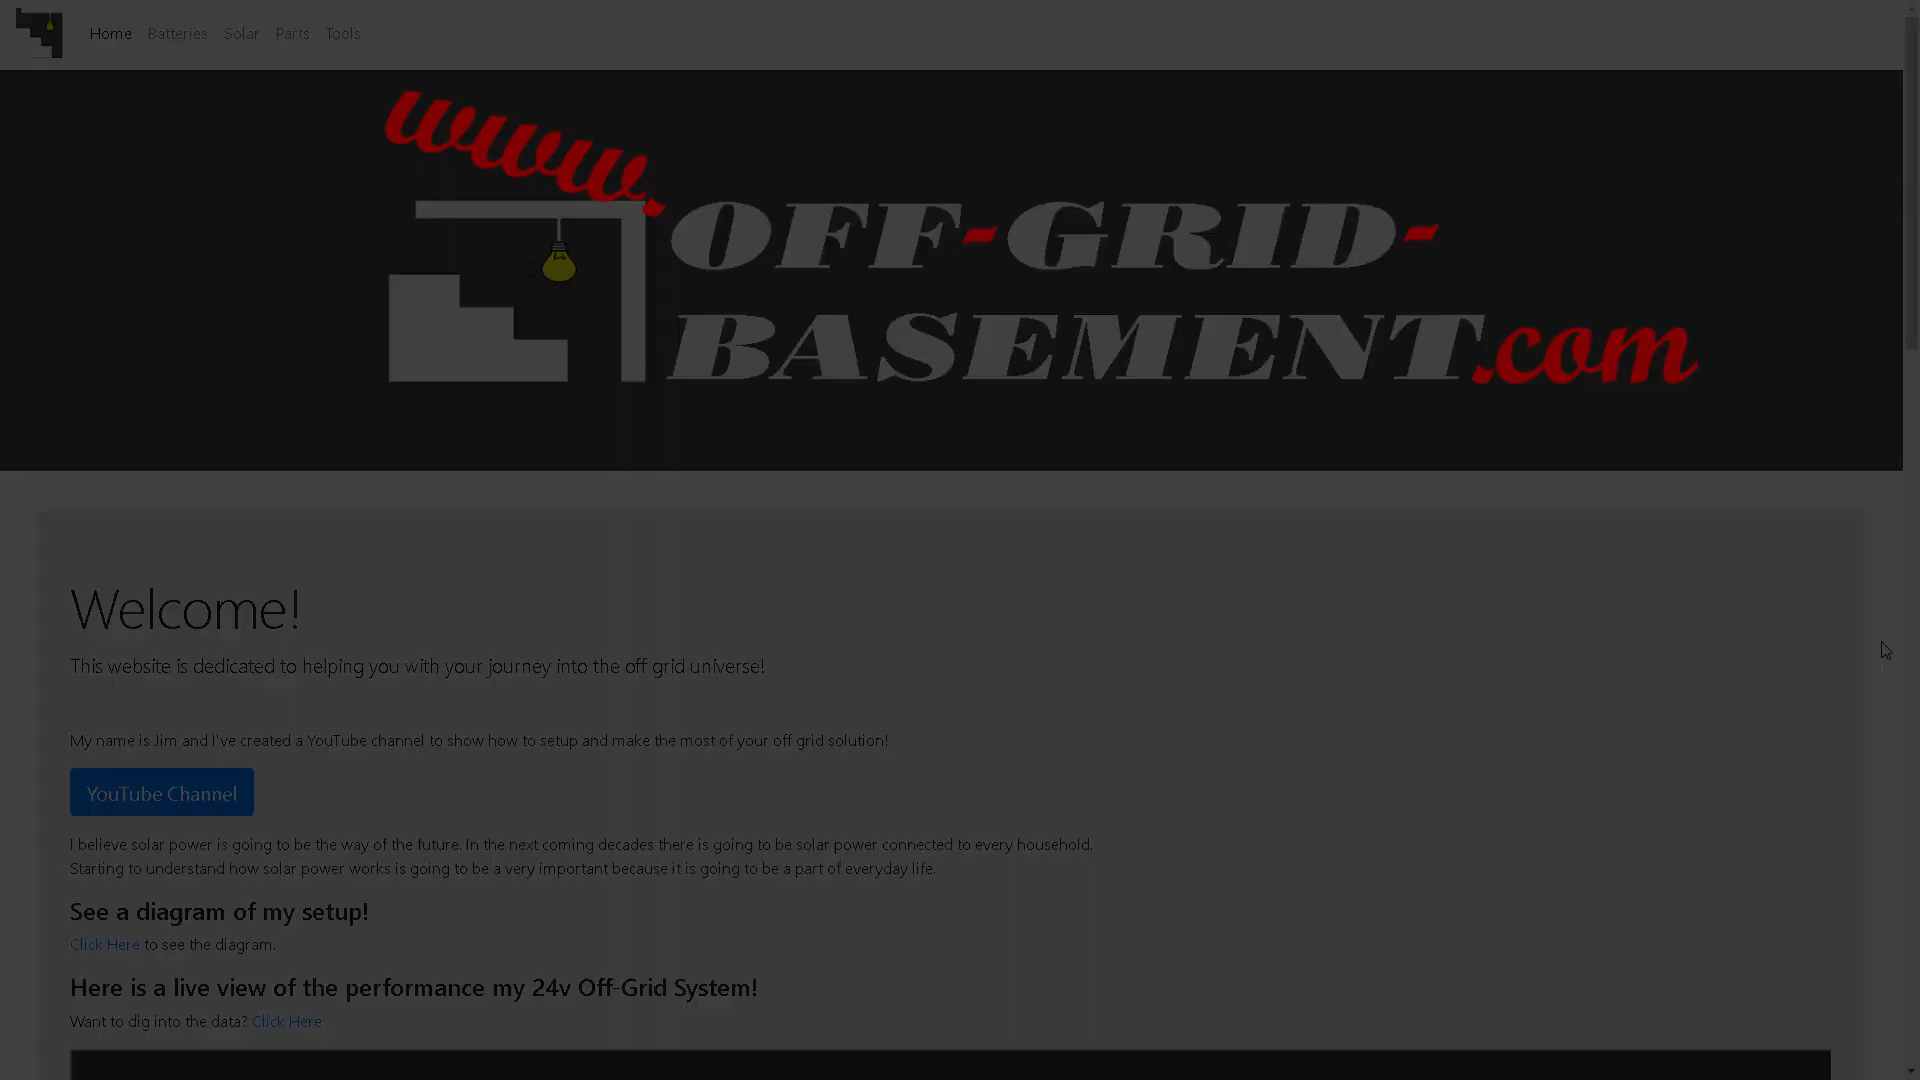 Home Batteries Solar Parts Tools
www.
OFF-GRID-
BASEMENT.com
Welcome!
This website is dedicated to helping you with your journey into the off grid universe!
My name is Jim and I've created a YouTube channel to show how to setup and make the most of your off grid solution!
YouTube Channel
I believe solar power is going to be the way of the future. In the next coming decades there is going to be solar power connected to every household.
Starting to understand how solar power works is going to be a very important because it is going to be a part of everyday life.
See a diagram of my setup!
Click Here to see the diagram.
Here is a live view of the performance my 24v Off-Grid System!
Want to dig into the data? Click Here